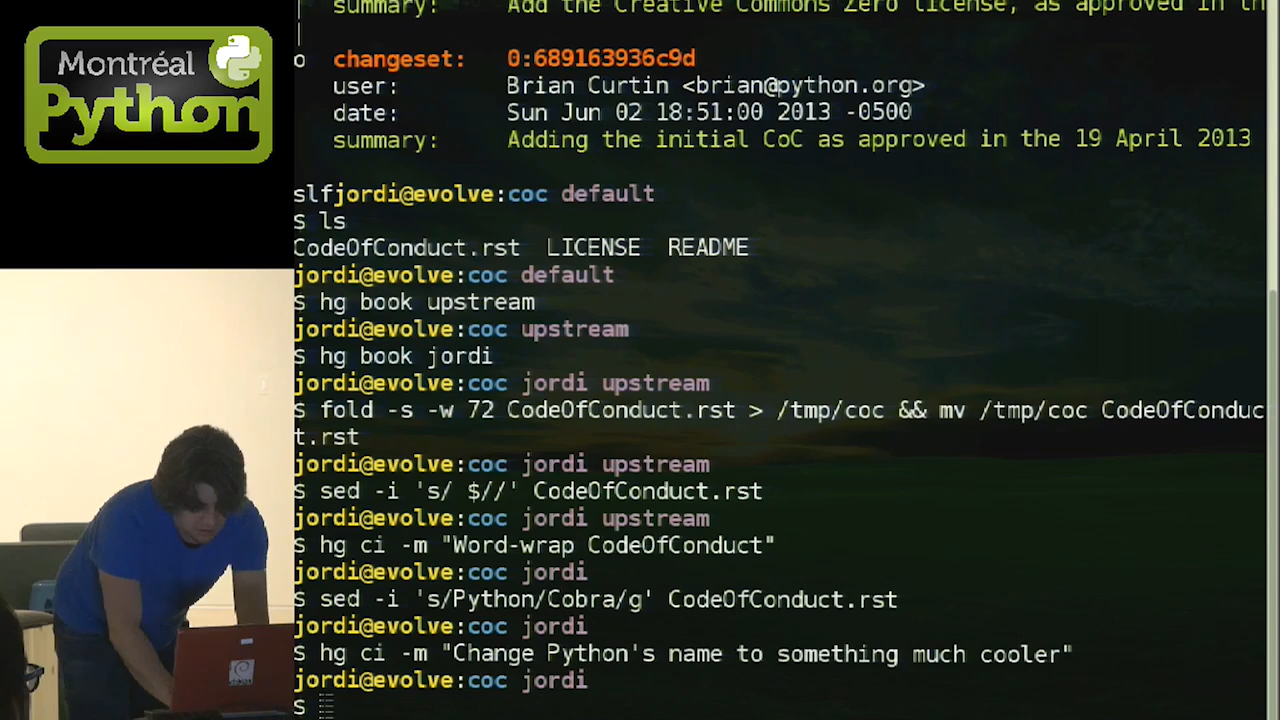 Montréal
Python
summary:     Add the Creative Commons Zero license, as approved in th
o  changeset:   0:689163936c9d
user:        Brian Curtin <brian@python.org>
date:        Sun Jun 02 18:51:00 2013 -0500
summary:     Adding the initial CoC as approved in the 19 April 2013
slfjordi@evolve:coc default
$ ls
CodeOfConduct.rst  LICENSE  README
jordi@evolve:coc default
$ hg book upstream
jordi@evolve:coc upstream
$ hg book jordi
jordi@evolve:coc jordi upstream
$ fold -s -w 72 CodeOfConduct.rst > /tmp/coc && mv /tmp/coc CodeOfConduc
t.rst
jordi@evolve:coc jordi upstream
$ sed -i 's/ $//' CodeOfConduct.rst
jordi@evolve:coc jordi upstream
$ hg ci -m "Word-wrap CodeOfConduct"
jordi@evolve:coc jordi
$ sed -i 's/Python/Cobra/g' CodeOfConduct.rst
jordi@evolve:coc jordi
$ hg ci -m "Change Python's name to something much cooler"
jordi@evolve:coc jordi
$